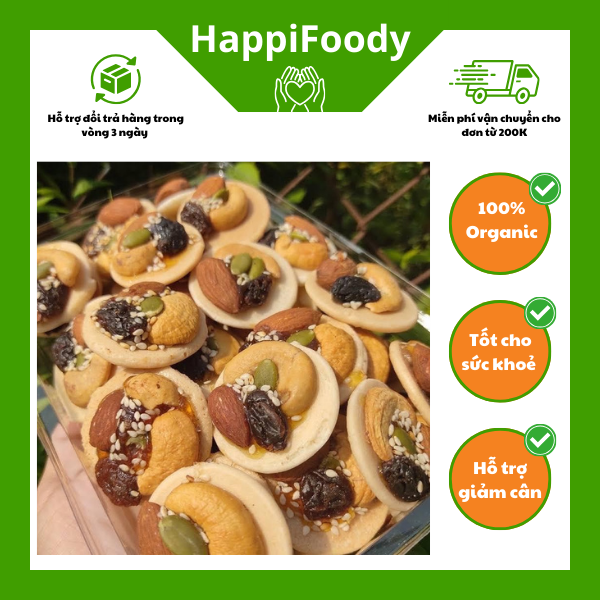 HappiFoody
Hỗ trợ đổi trả hàng trong
vòng 3 ngày
Miễn phí vận chuyển cho
đơn từ 200K
100%
Organic
Tốt cho
sức khoẻ
Hỗ trợ
giảm cân